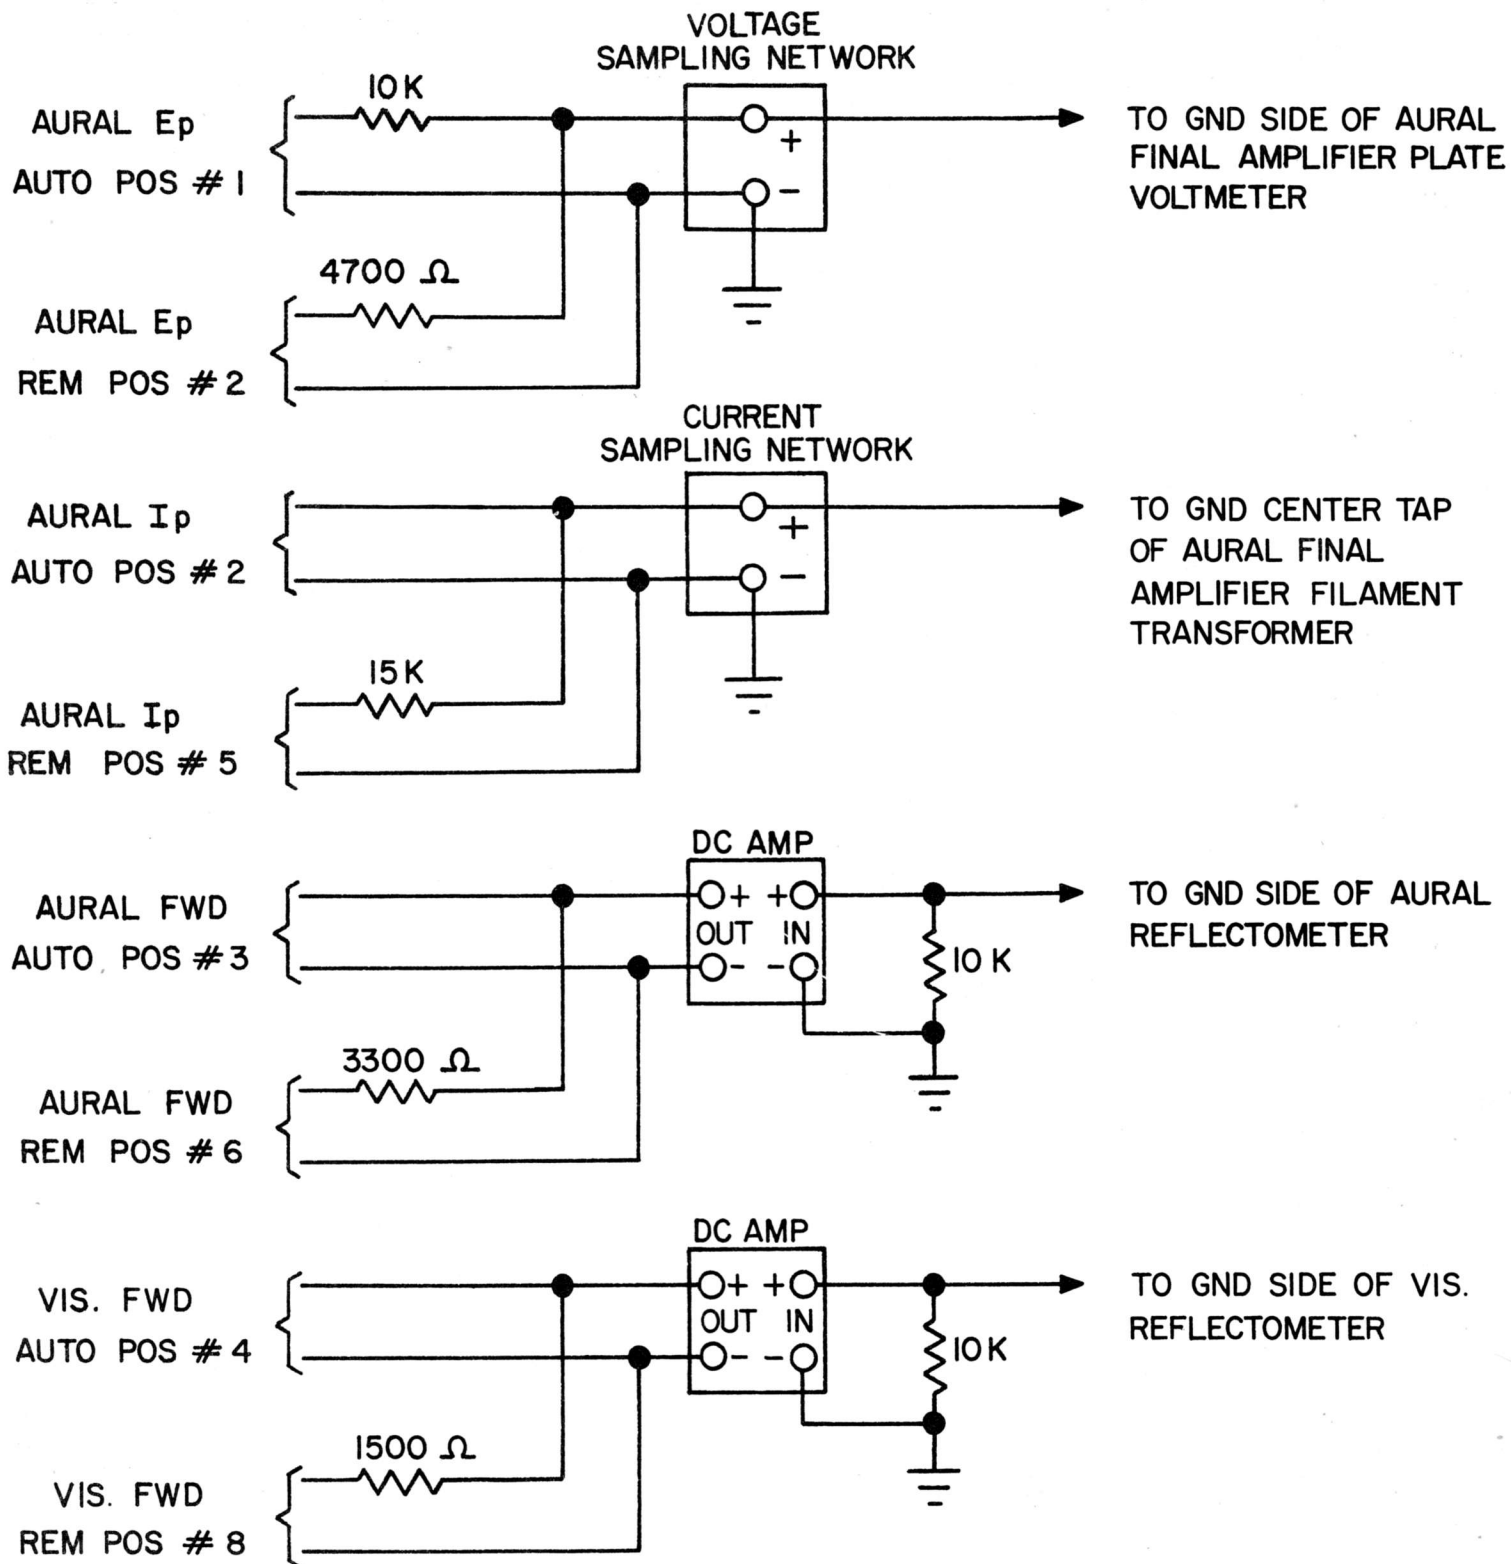 VOLTAGE
SAMPLING NETWORK
10 K
AURAL Ep
AUTO POS # 1
+
−
TO GND SIDE OF AURAL
FINAL AMPLIFIER PLATE
VOLTMETER
4700 Ω
AURAL Ep
REM POS # 2
CURRENT
SAMPLING NETWORK
AURAL Ip
AUTO POS # 2
+
−
TO GND CENTER TAP
OF AURAL FINAL
AMPLIFIER FILAMENT
TRANSFORMER
15 K
AURAL Ip
REM POS # 5
DC AMP
AURAL FWD
AUTO POS # 3
+ +
OUT IN
− −
10 K
TO GND SIDE OF AURAL
REFLECTOMETER
3300 Ω
AURAL FWD
REM POS # 6
DC AMP
VIS. FWD
AUTO POS # 4
+ +
OUT IN
− −
10 K
TO GND SIDE OF VIS.
REFLECTOMETER
1500 Ω
VIS. FWD
REM POS # 8